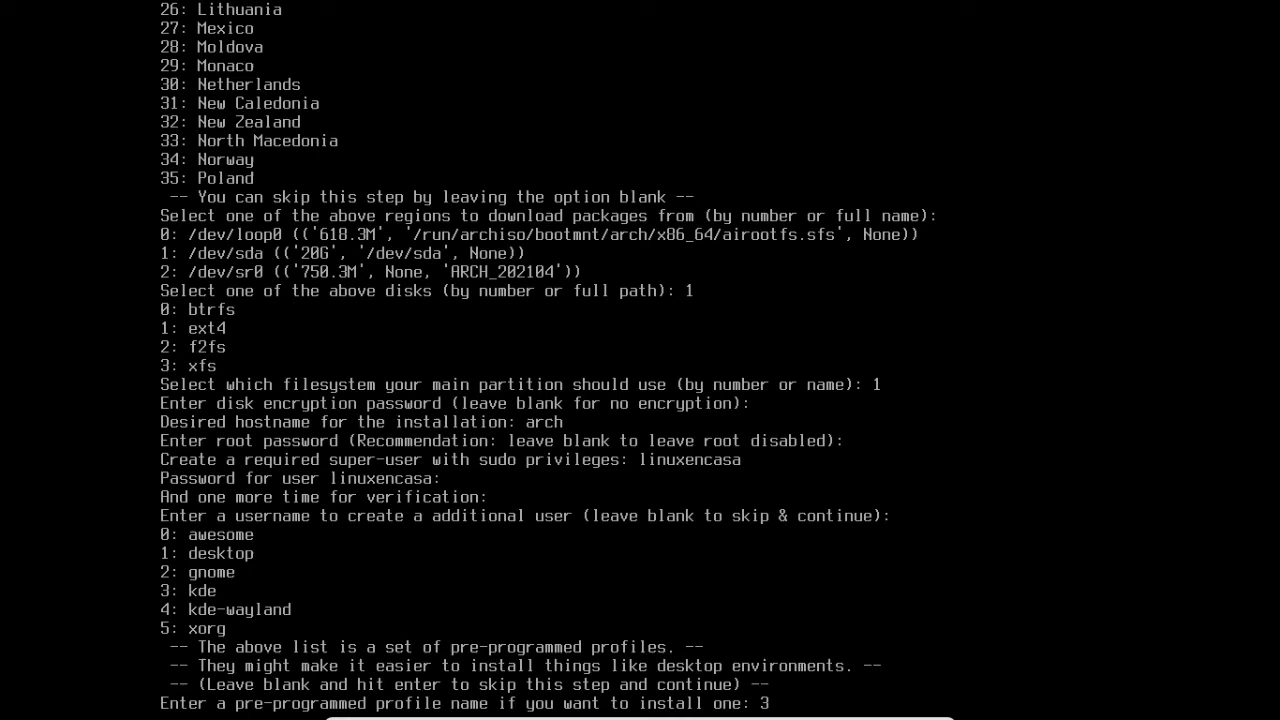 26: Lithuania
27: Mexico
28: Moldova
29: Monaco
30: Netherlands
31: New Caledonia
32: New Zealand
33: North Macedonia
34: Norway
35: Poland
-- You can skip this step by leaving the option blank --
Select one of the above regions to download packages from (by number or full name):
0: /dev/loop0 (('618.3M', '/run/archiso/bootmnt/arch/x86_64/airootfs.sfs', None))
1: /dev/sda (('20G', '/dev/sda', None))
2: /dev/sr0 (('750.3M', None, 'ARCH_202104'))
Select one of the above disks (by number or full path): 1
0: btrfs
1: ext4
2: f2fs
3: xfs
Select which filesystem your main partition should use (by number or name): 1
Enter disk encryption password (leave blank for no encryption):
Desired hostname for the installation: arch
Enter root password (Recommendation: leave blank to leave root disabled):
Create a required super-user with sudo privileges: linuxencasa
Password for user linuxencasa:
And one more time for verification:
Enter a username to create a additional user (leave blank to skip & continue):
0: awesome
1: desktop
2: gnome
3: kde
4: kde-wayland
5: xorg
-- The above list is a set of pre-programmed profiles. --
-- They might make it easier to install things like desktop environments. --
-- (Leave blank and hit enter to skip this step and continue) --
Enter a pre-programmed profile name if you want to install one: 3